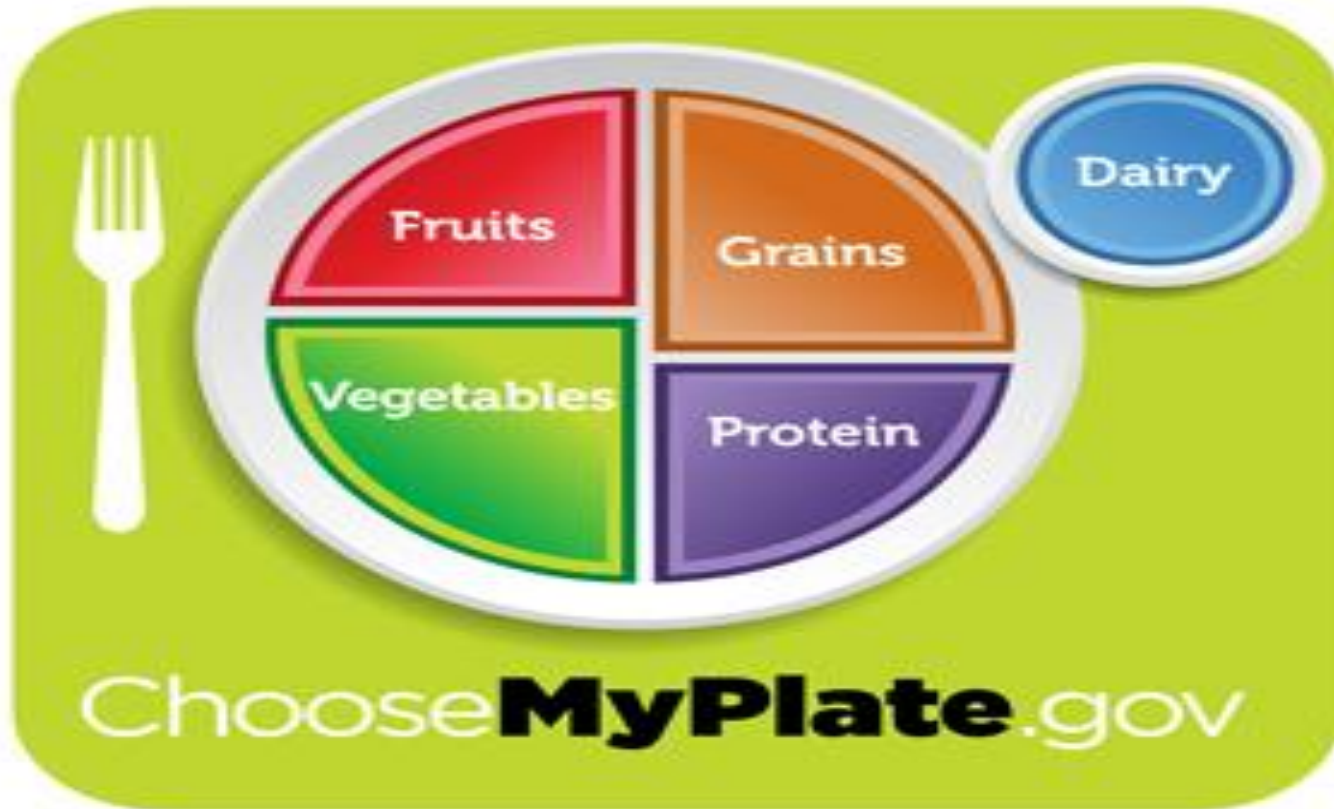 Fruits
Grains
Dairy
Vegetables
Protein
ChooseMyPlate.gov